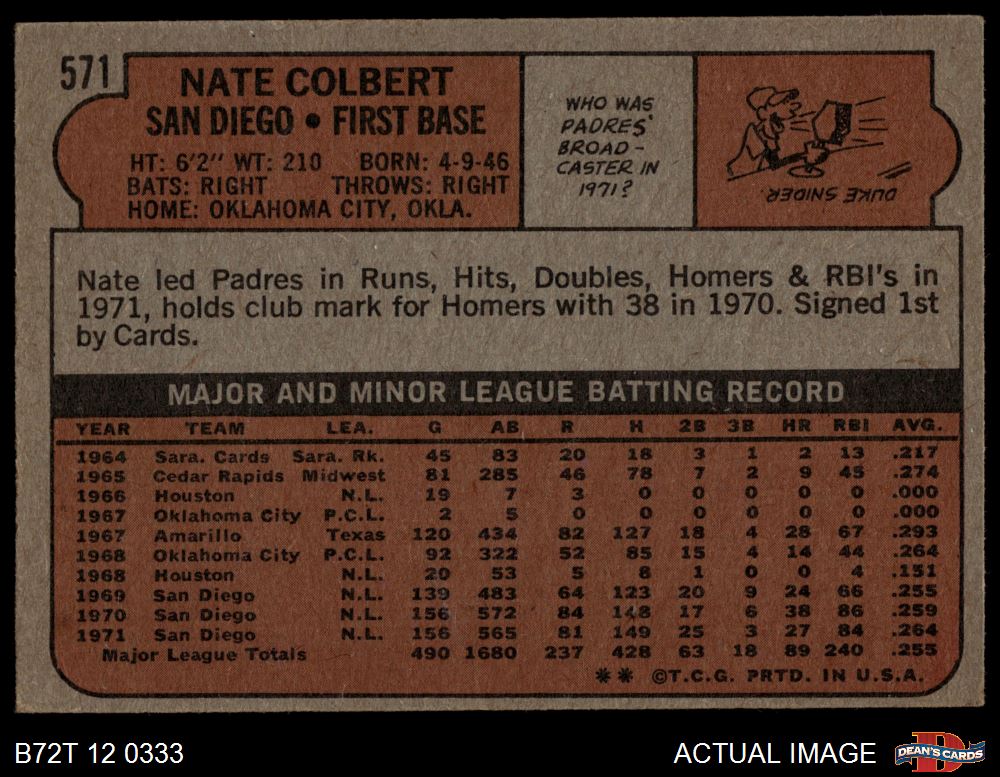 571
NATE COLBERT
SAN DIEGO • FIRST BASE
HT: 6'2" WT: 210 BORN: 4-9-46
BATS: RIGHT THROWS: RIGHT
HOME: OKLAHOMA CITY, OKLA.
WHO WAS
PADRES'
BROAD-
CASTER IN
1971?
DUKE SNIDER.
Nate led Padres in Runs, Hits, Doubles, Homers & RBI's in
1971, holds club mark for Homers with 38 in 1970. Signed 1st
by Cards.
MAJOR AND MINOR LEAGUE BATTING RECORD
YEAR TEAM LEA. G AB R H 2B 3B HR RBI AVG.
1964 Sara. Cards Sara. Rk. 45 83 20 18 3 1 2 13 .217
1965 Cedar Rapids Midwest 81 285 46 78 7 2 9 45 .274
1966 Houston N.L. 19 7 3 0 0 0 0 0 .000
1967 Oklahoma City P.C.L. 2 5 0 0 0 0 0 0 .000
1967 Amarillo Texas 120 434 82 127 18 4 28 67 .293
1968 Oklahoma City P.C.L. 92 322 52 85 15 4 14 44 .264
1968 Houston N.L. 20 53 5 8 1 0 0 4 .151
1969 San Diego N.L. 139 483 64 123 20 9 24 66 .255
1970 San Diego N.L. 156 572 84 148 17 6 38 86 .259
1971 San Diego N.L. 156 565 81 149 25 3 27 84 .264
Major League Totals 490 1680 237 428 63 18 89 240 .255
** ©T.C.G. PRTD. IN U.S.A.
B72T 12 0333
ACTUAL IMAGE
D
DEAN'S CARDS